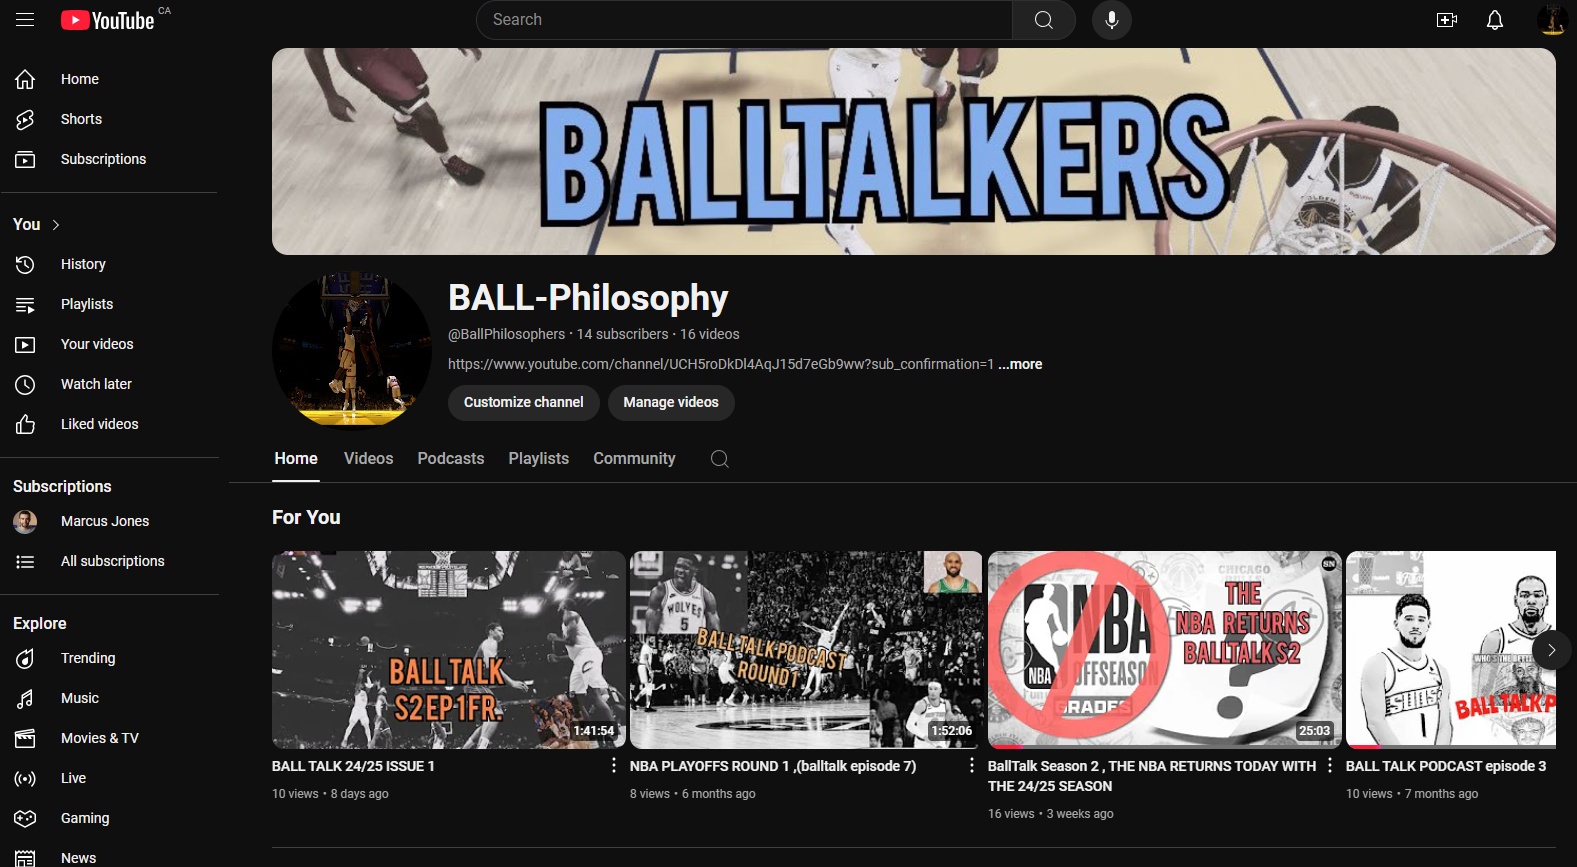 YouTube CA
Search
Home
Shorts
Subscriptions
You
History
Playlists
Your videos
Watch later
Liked videos
Subscriptions
Marcus Jones
All subscriptions
Explore
Trending
Music
Movies & TV
Live
Gaming
News
BALLTALKERS
BALL-Philosophy
@BallPhilosophers · 14 subscribers · 16 videos
https://www.youtube.com/channel/UCH5roDkDl4AqJ15d7eGb9ww?sub_confirmation=1 ...more
Customize channel
Manage videos
Home
Videos
Podcasts
Playlists
Community
For You
BALL TALK
S2 EP 1 FR.
1:41:54
BALL TALK 24/25 ISSUE 1
10 views • 8 days ago
WOLVES
5
BALL TALK PODCAST
ROUND 1
1:52:06
NBA PLAYOFFS ROUND 1 ,(balltalk episode 7)
8 views • 6 months ago
SN
CHICAGO
NBA
NBA
OFFSEASON
GRADES
THE
NBA RETURNS
BALLTALK S2
25:03
BallTalk Season 2 , THE NBA RETURNS TODAY WITH
THE 24/25 SEASON
16 views • 3 weeks ago
SUNS
1
BALL TALK P
BALL TALK PODCAST episode 3
10 views • 7 months ago